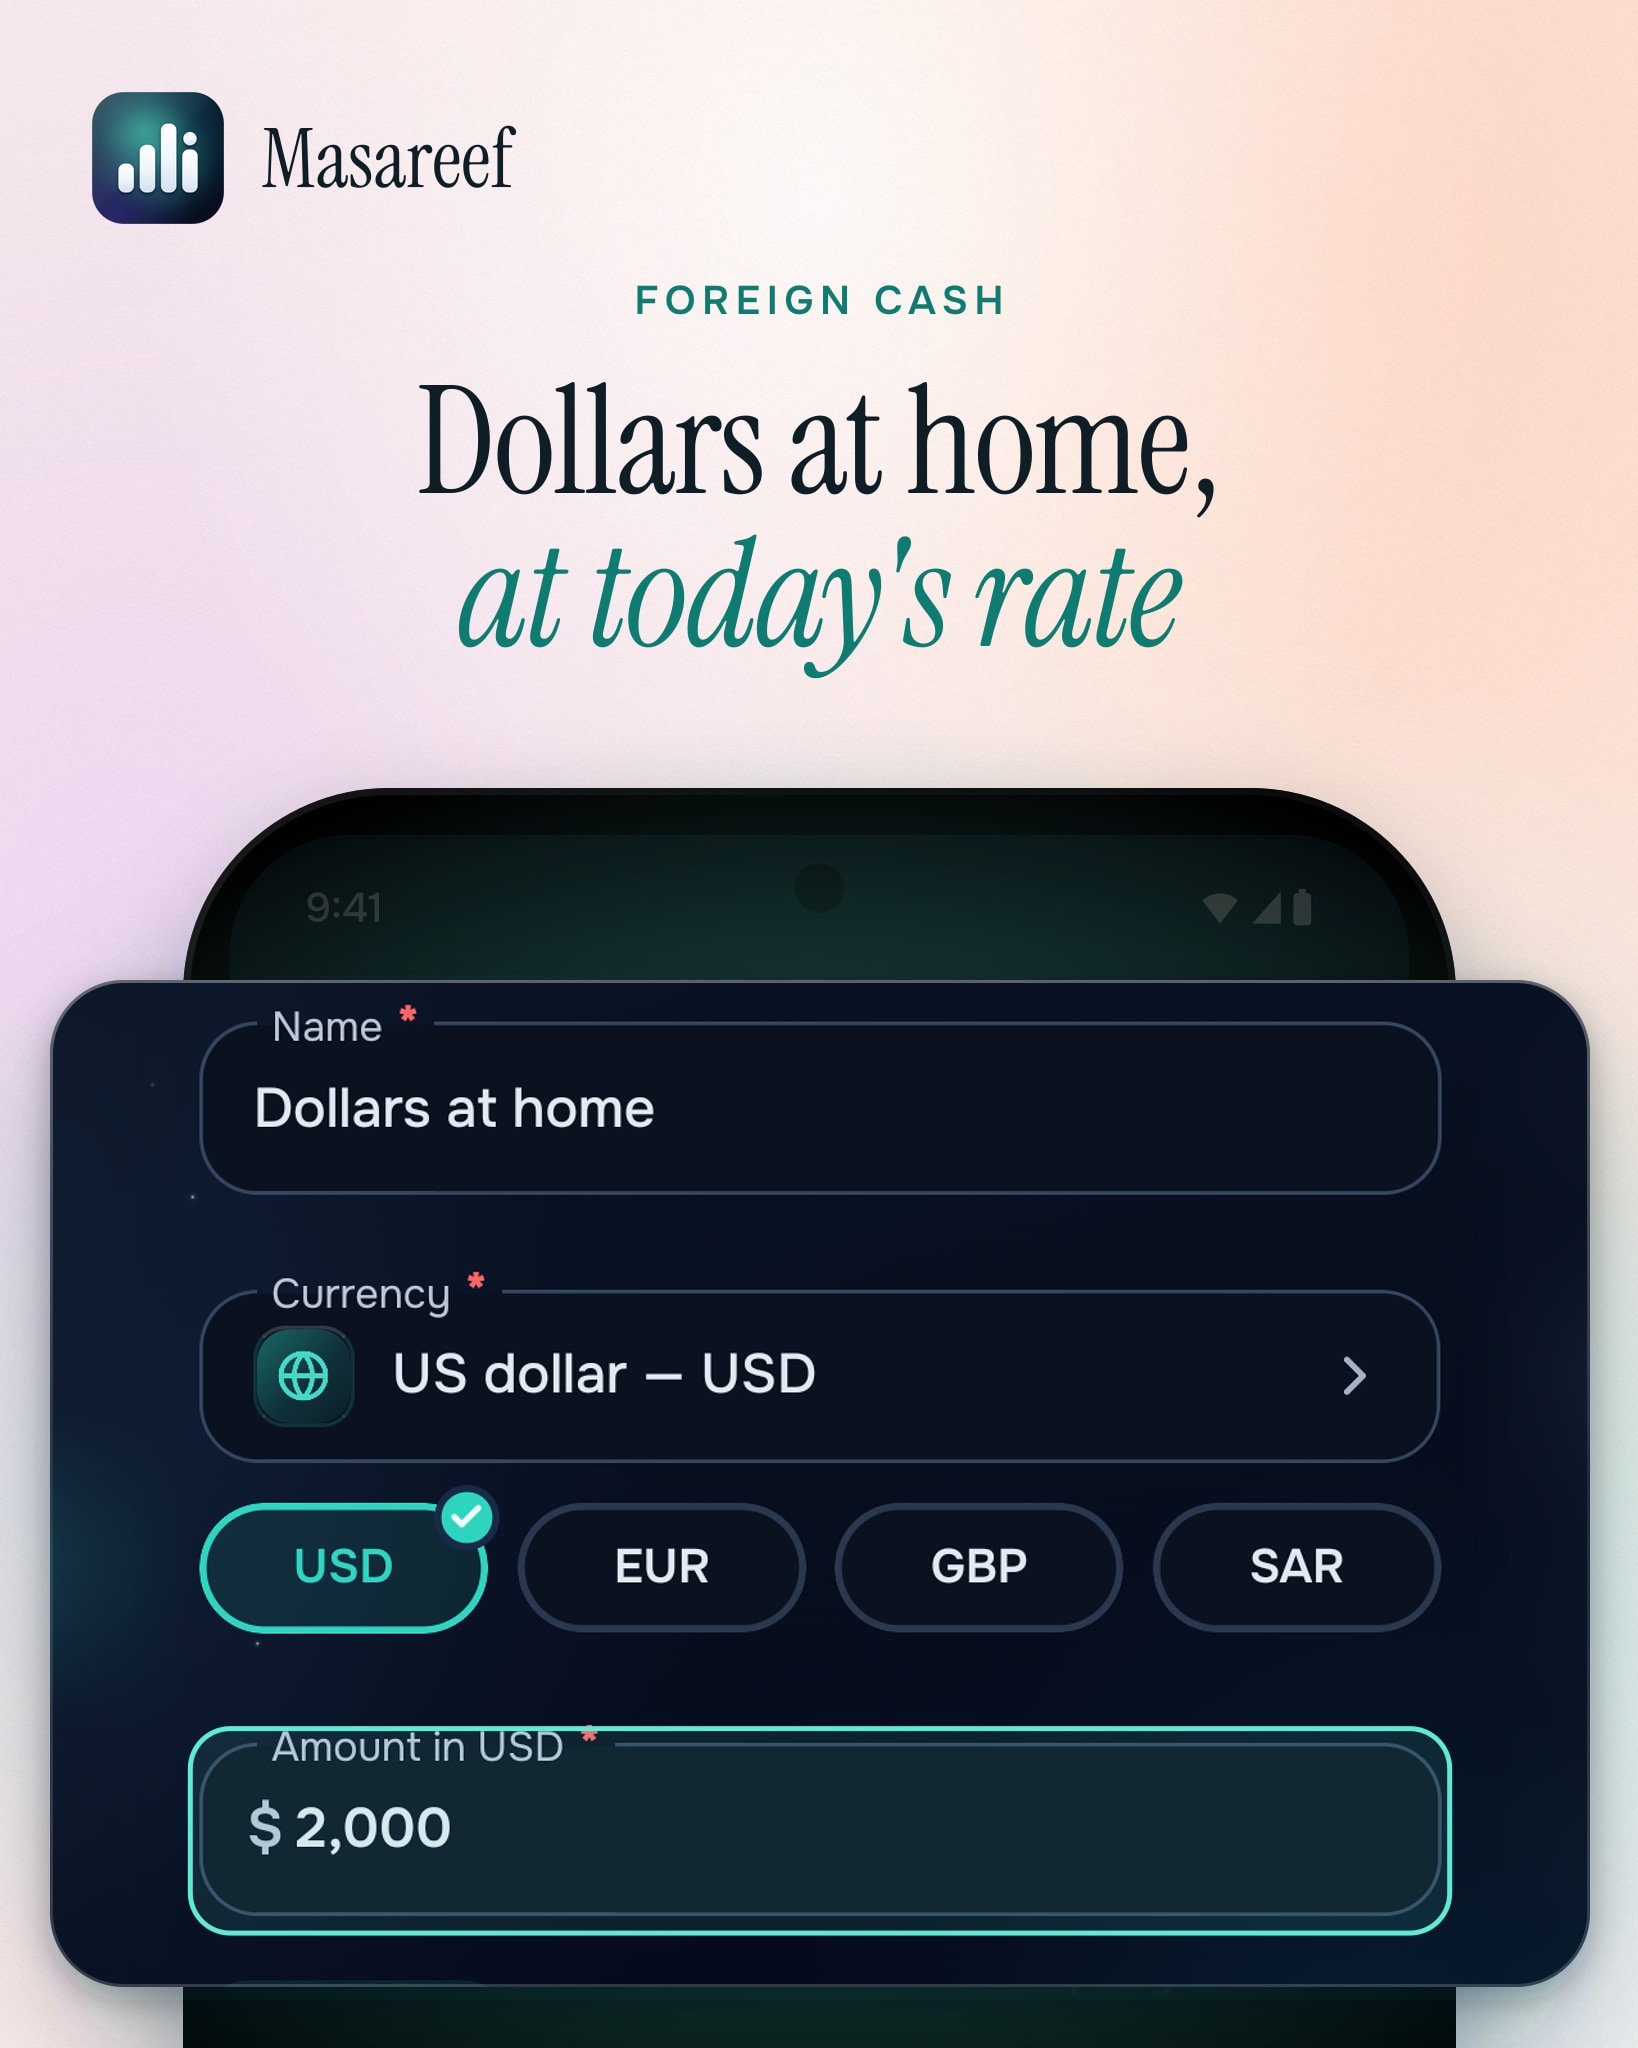 Masareef
FOREIGN CASH
Dollars at home,
at today's rate
9:41
Name *
Dollars at home
Currency *
US dollar — USD
USD
EUR
GBP
SAR
Amount in USD *
$ 2,000